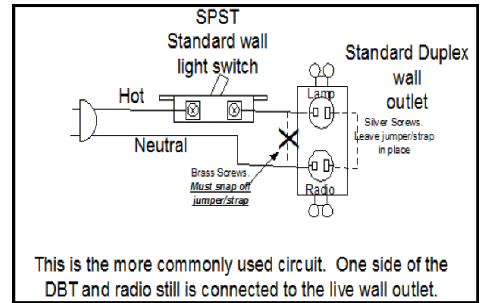 SPST
Standard wall
light switch
Standard Duplex
wall
outlet
Hot
Lamp
Silver Screws.
Leave jumper/strap
in place
Neutral
Brass Screws.
Must snap off
jumper/strap
Radio
This is the more commonly used circuit. One side of the
DBT and radio still is connected to the live wall outlet.